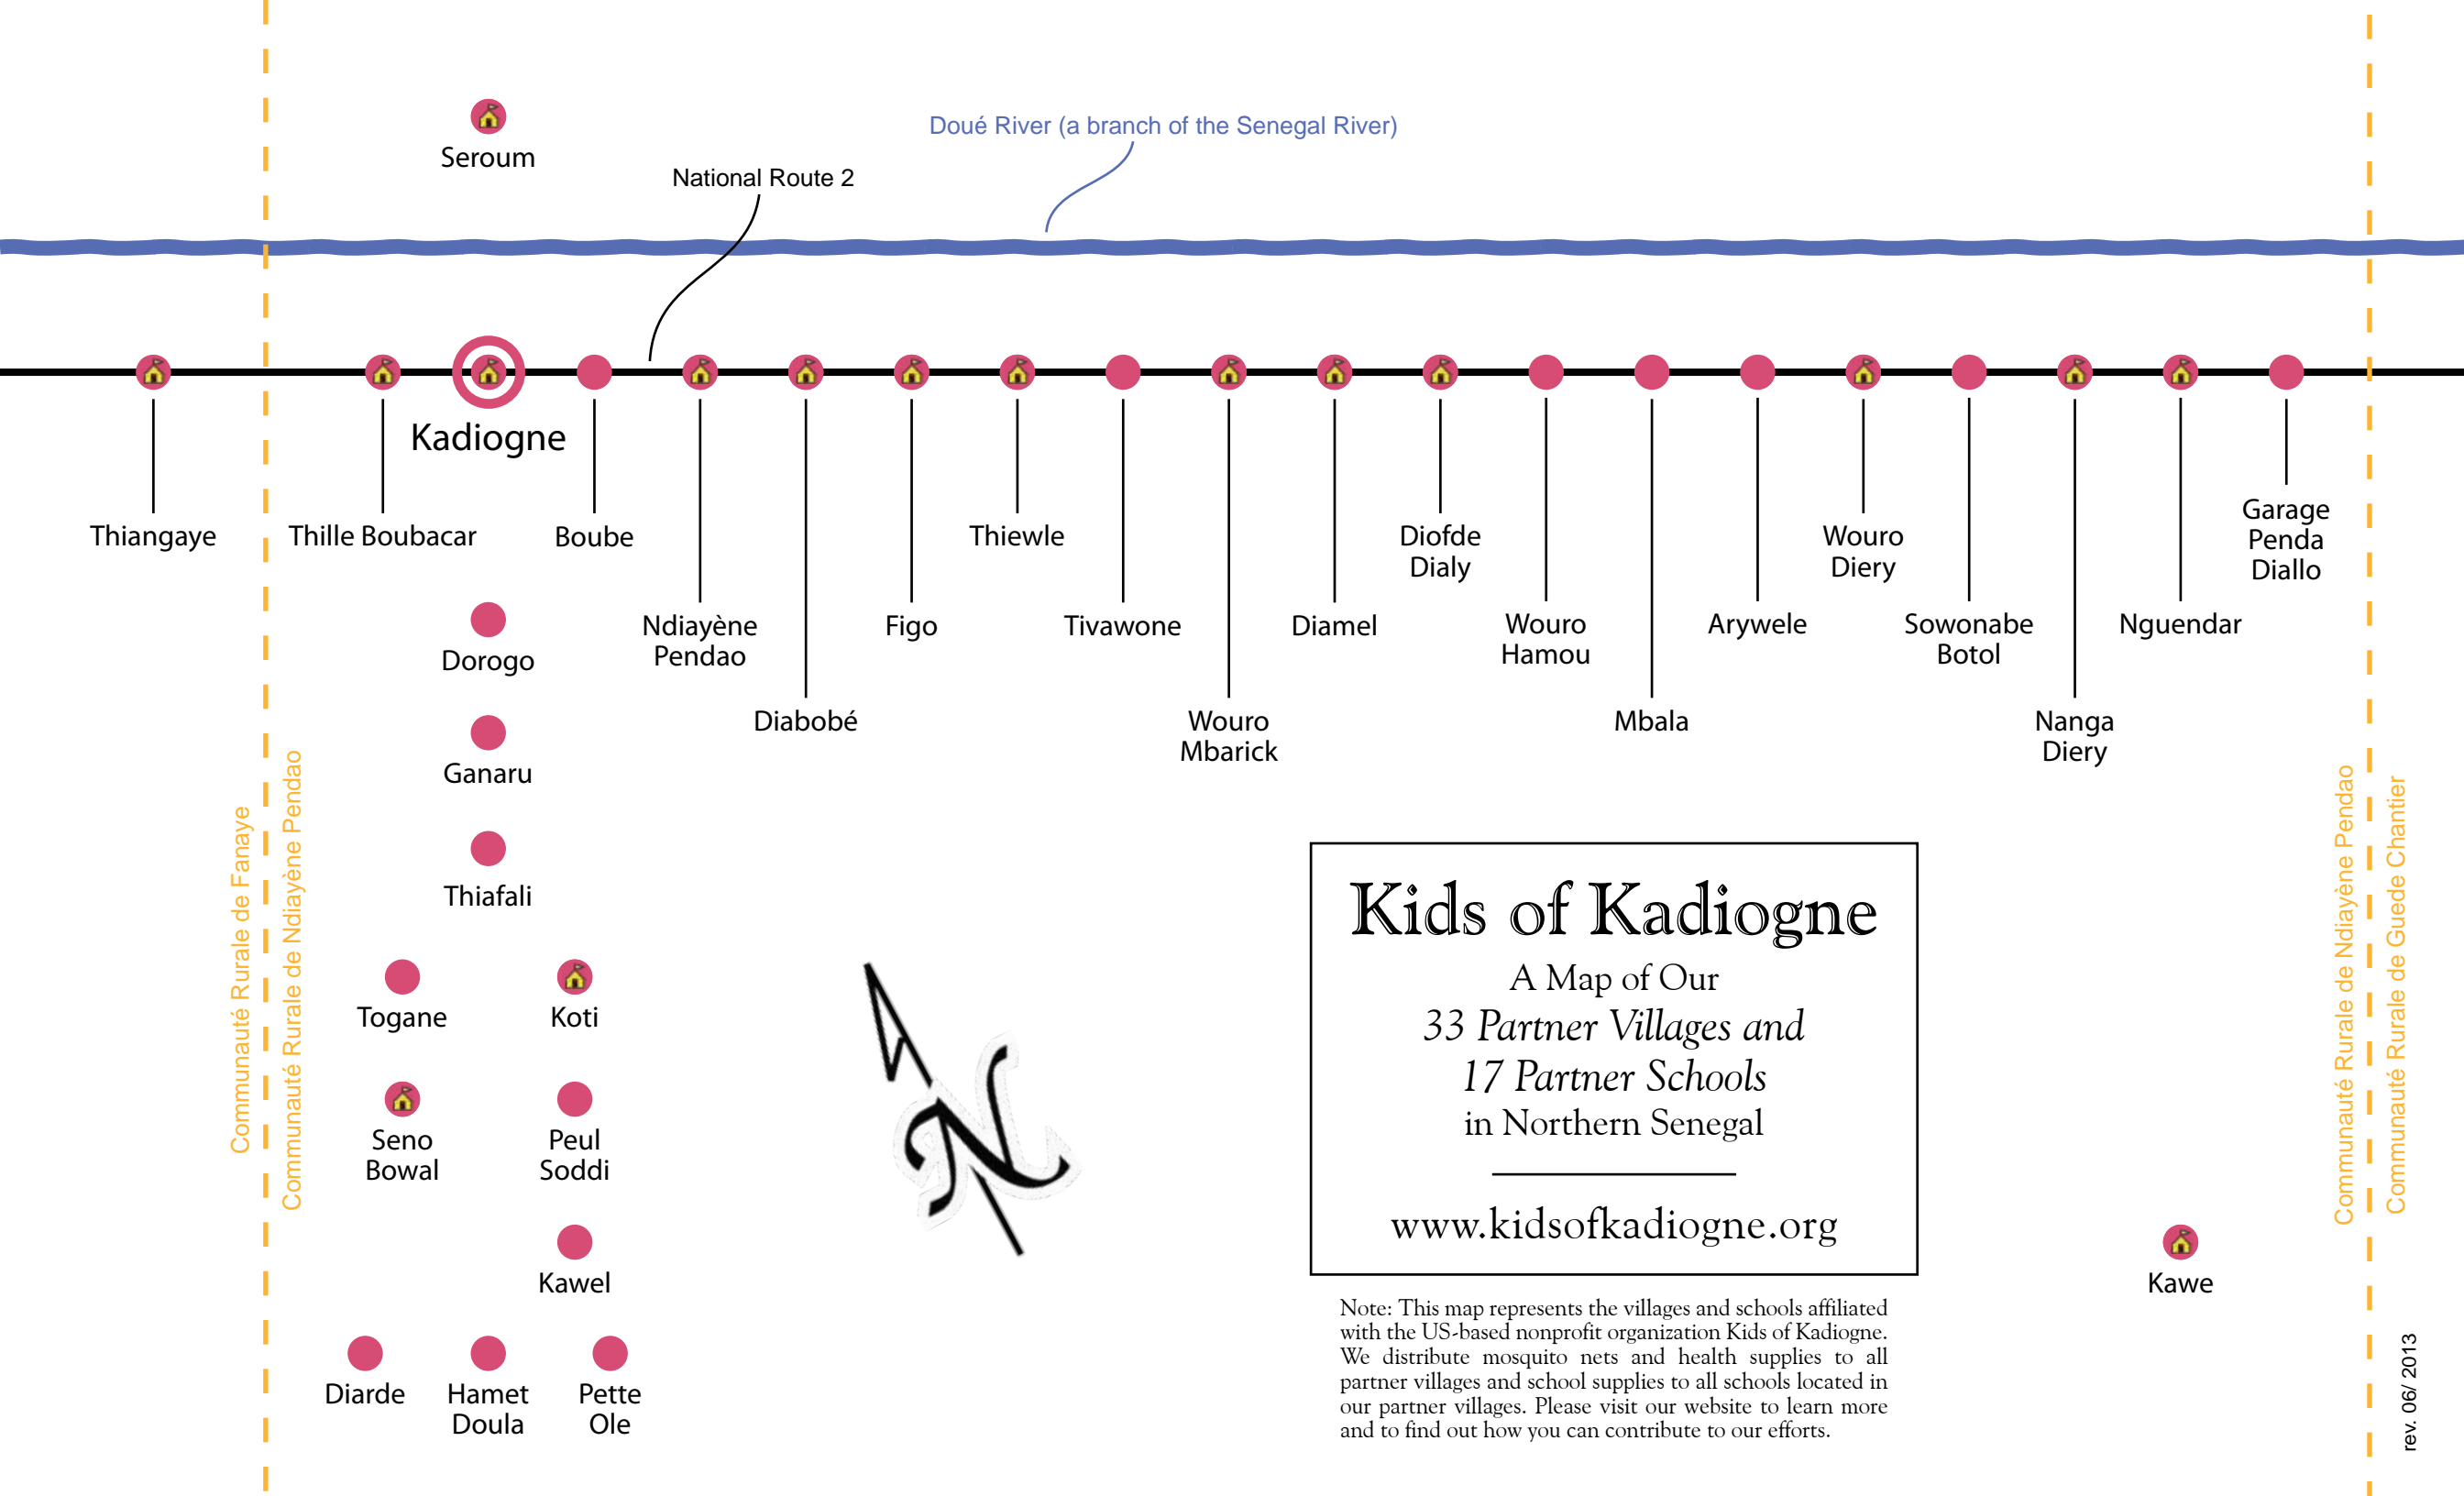 Seroum
Doué River (a branch of the Senegal River)
National Route 2
Kadiogne
Thiangaye
Thille Boubacar
Boube
Ndiayène
Pendao
Diabobé
Figo
Thiewle
Tivawone
Wouro
Mbarick
Diamel
Diofde
Dialy
Wouro
Hamou
Mbala
Arywele
Wouro
Diery
Sowonabe
Botol
Nanga
Diery
Nguendar
Garage
Penda
Diallo
Dorogo
Ganaru
Thiafali
Togane
Koti
Seno
Bowal
Peul
Soddi
Kawel
Diarde
Hamet
Doula
Pette
Ole
Communauté Rurale de Fanaye
Communauté Rurale de Ndiayène Pendao
N
Kids of Kadiogne
A Map of Our
33 Partner Villages and
17 Partner Schools
in Northern Senegal
www.kidsofkadiogne.org
Note: This map represents the villages and schools affiliated
with the US-based nonprofit organization Kids of Kadiogne.
We distribute mosquito nets and health supplies to all
partner villages and school supplies to all schools located in
our partner villages. Please visit our website to learn more
and to find out how you can contribute to our efforts.
Kawe
Communauté Rurale de Ndiayène Pendao
Communauté Rurale de Guede Chantier
rev. 06/ 2013